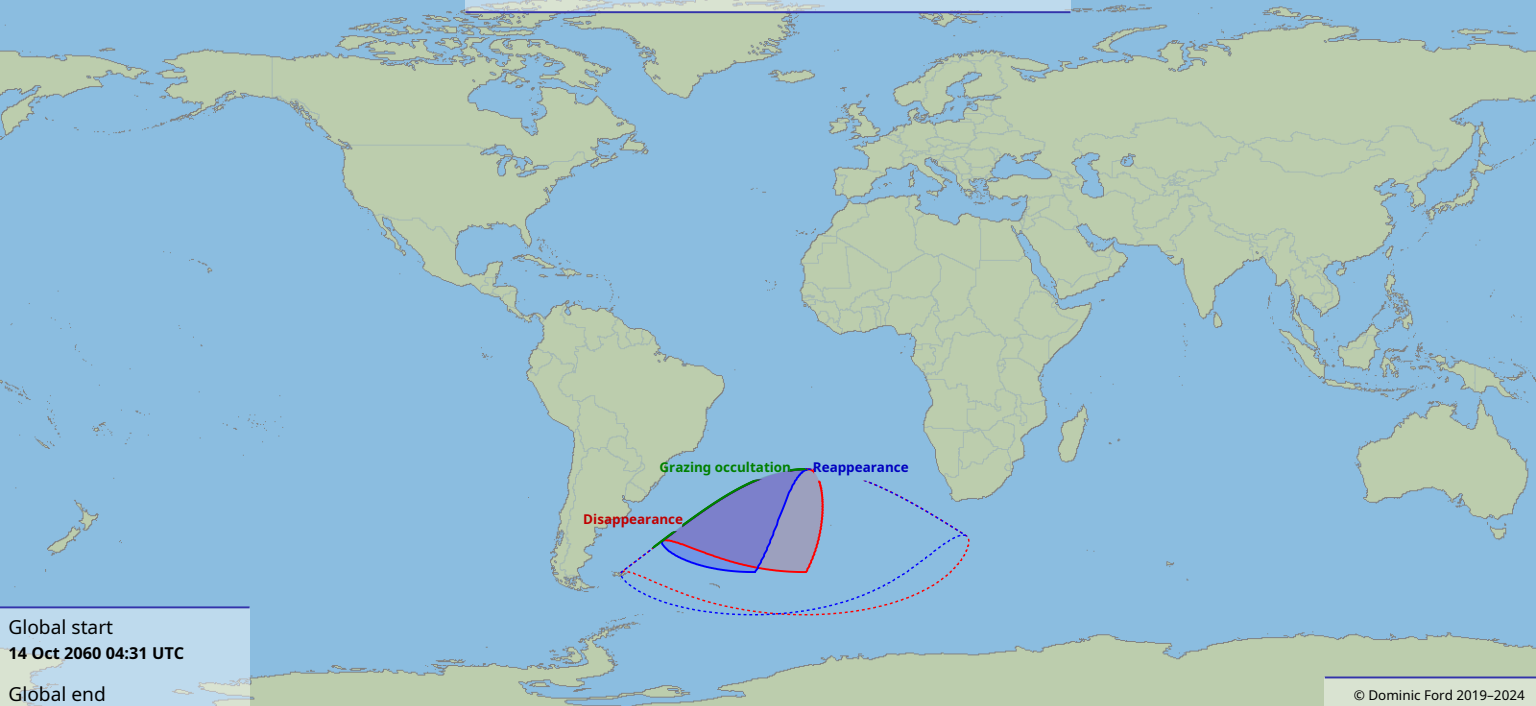 Grazing occultation
Reappearance
Disappearance
Global start
14 Oct 2060 04:31 UTC
Global end
© Dominic Ford 2019–2024